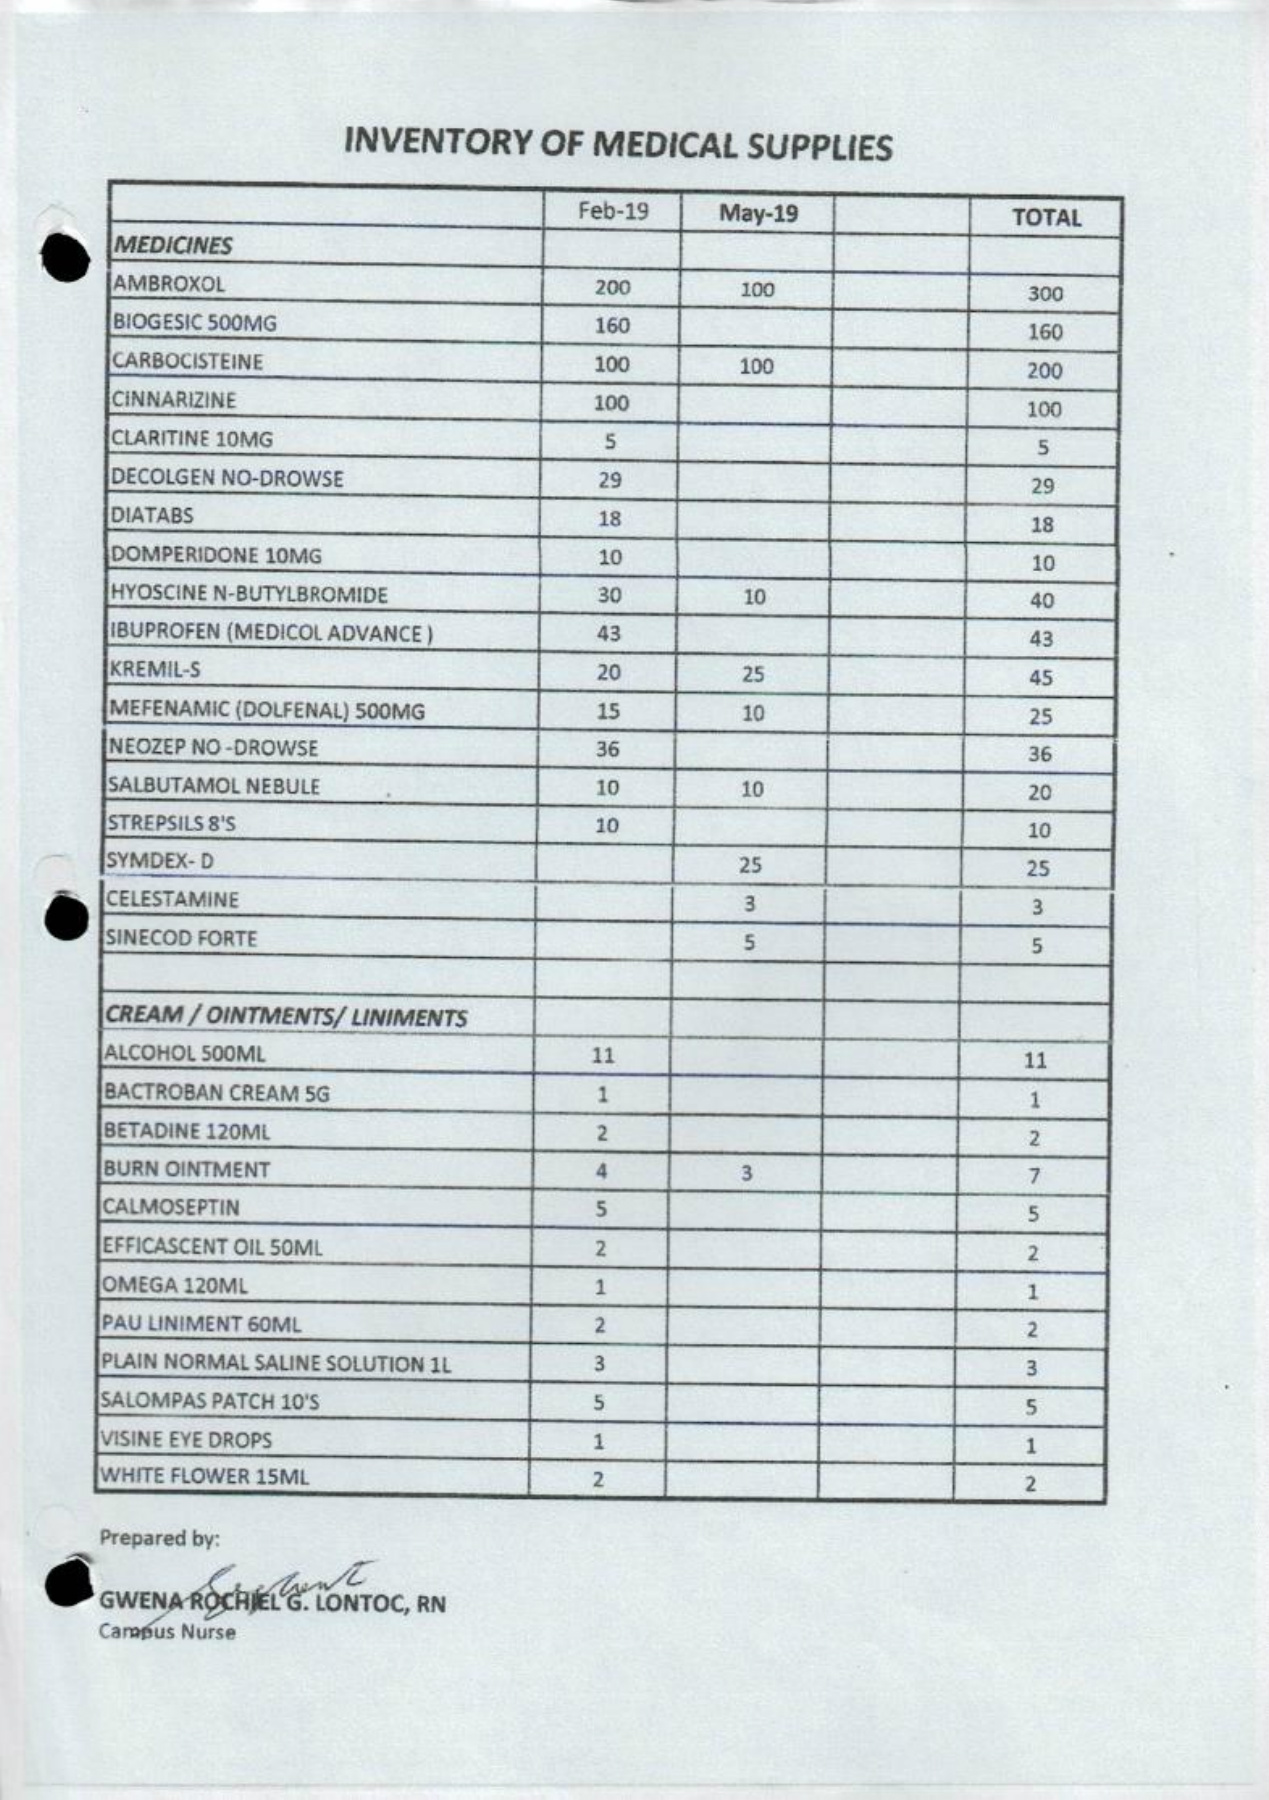 INVENTORY OF MEDICAL SUPPLIES
Feb-19 May-19 TOTAL
MEDICINES
AMBROXOL 200 100 300
BIOGESIC 500MG 160 160
CARBOCISTEINE 100 100 200
CINNARIZINE 100 100
CLARITINE 10MG 5 5
DECOLGEN NO-DROWSE 29 29
DIATABS 18 18
DOMPERIDONE 10MG 10 10
HYOSCINE N-BUTYLBROMIDE 30 10 40
IBUPROFEN (MEDICOL ADVANCE ) 43 43
KREMIL-S 20 25 45
MEFENAMIC (DOLFENAL) 500MG 15 10 25
NEOZEP NO -DROWSE 36 36
SALBUTAMOL NEBULE 10 10 20
STREPSILS 8'S 10 10
SYMDEX- D 25 25
CELESTAMINE 3 3
SINECOD FORTE 5 5
CREAM / OINTMENTS/ LINIMENTS
ALCOHOL 500ML 11 11
BACTROBAN CREAM 5G 1 1
BETADINE 120ML 2 2
BURN OINTMENT 4 3 7
CALMOSEPTIN 5 5
EFFICASCENT OIL 50ML 2 2
OMEGA 120ML 1 1
PAU LINIMENT 60ML 2 2
PLAIN NORMAL SALINE SOLUTION 1L 3 3
SALOMPAS PATCH 10'S 5 5
VISINE EYE DROPS 1 1
WHITE FLOWER 15ML 2 2
Prepared by:
GWENA ROCHIEL G. LONTOC, RN
Campus Nurse